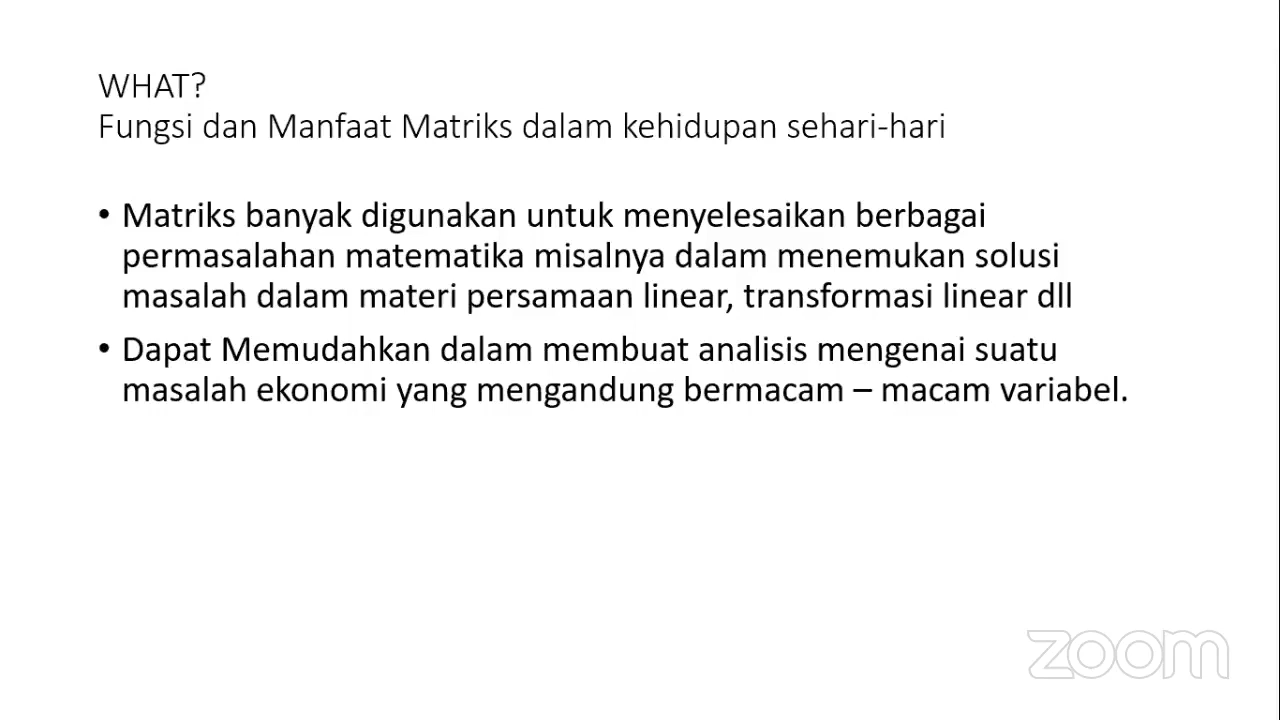 WHAT?
Fungsi dan Manfaat Matriks dalam kehidupan sehari-hari
• Matriks banyak digunakan untuk menyelesaikan berbagai
permasalahan matematika misalnya dalam menemukan solusi
masalah dalam materi persamaan linear, transformasi linear dll
• Dapat Memudahkan dalam membuat analisis mengenai suatu
masalah ekonomi yang mengandung bermacam – macam variabel.
zoom